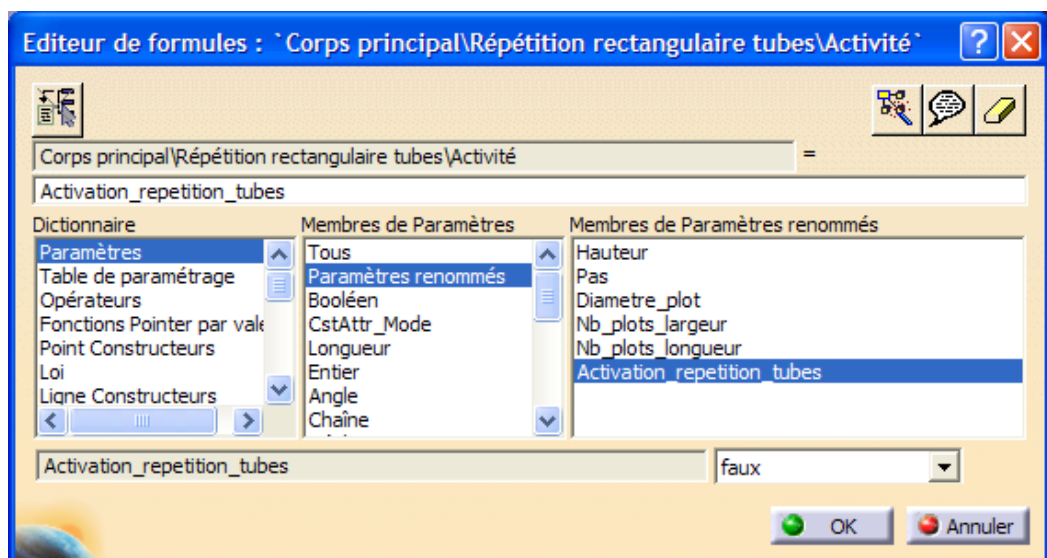 Editeur de formules : `Corps principal\Répétition rectangulaire tubes\Activité`
Corps principal\Répétition rectangulaire tubes\Activité =
Activation_repetition_tubes
Dictionnaire
Paramètres
Table de paramétrage
Opérateurs
Fonctions Pointer par vale
Point Constructeurs
Loi
Ligne Constructeurs
Membres de Paramètres
Tous
Paramètres renommés
Booléen
CstAttr_Mode
Longueur
Entier
Angle
Chaîne
Membres de Paramètres renommés
Hauteur
Pas
Diametre_plot
Nb_plots_largeur
Nb_plots_longueur
Activation_repetition_tubes
Activation_repetition_tubes faux
OK Annuler